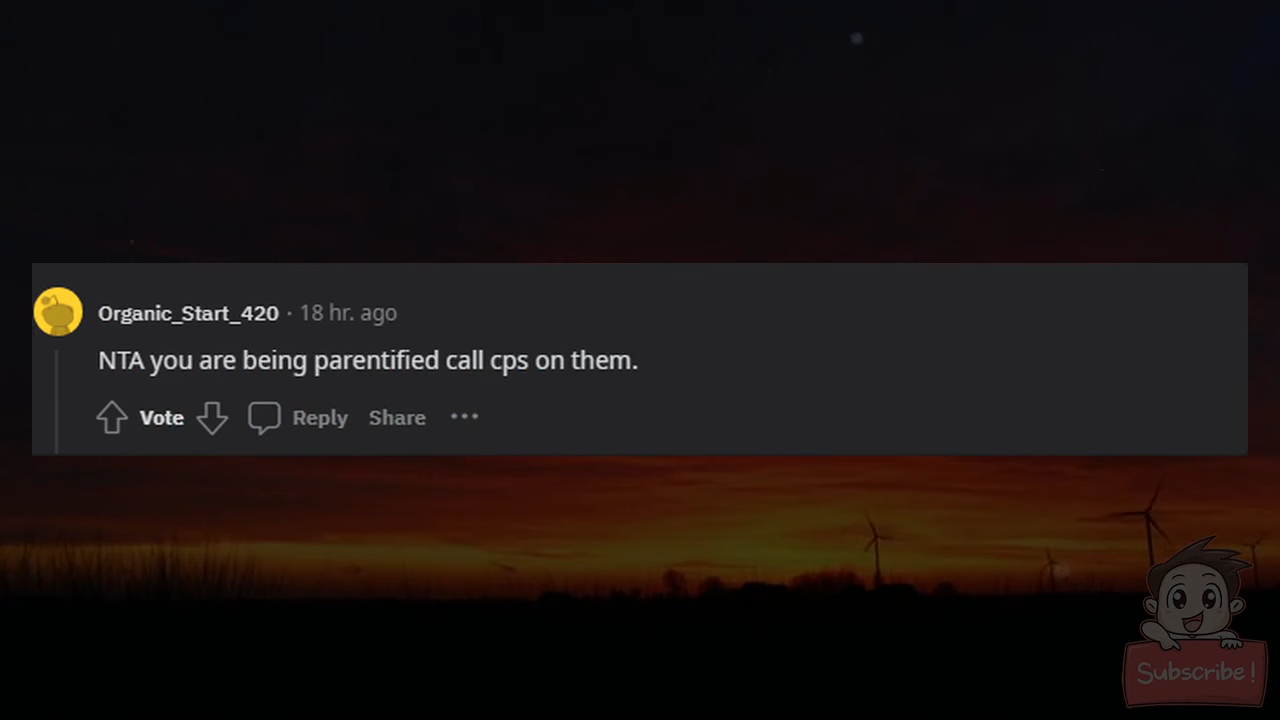 Organic_Start_420 · 18 hr. ago
NTA you are being parentified call cps on them.
Vote Reply Share ···
Subscribe!